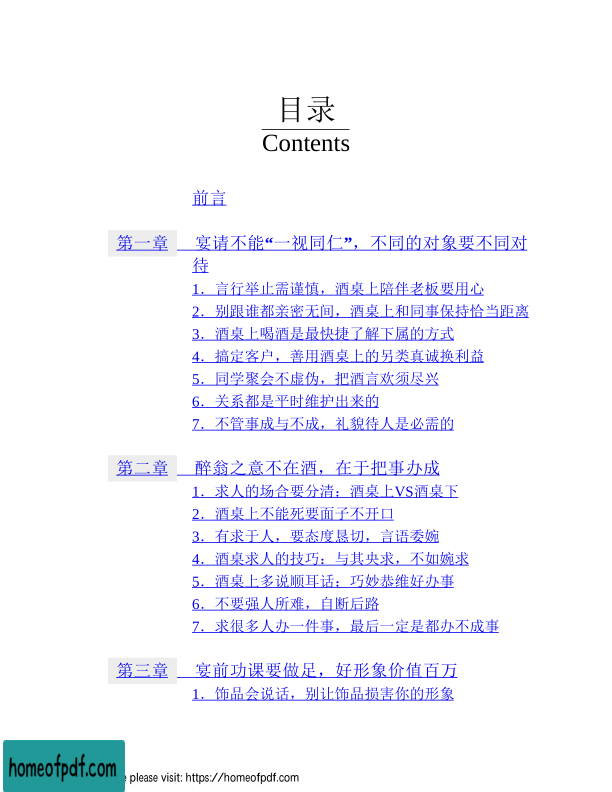 目录
Contents
前言
第一章 宴请不能“一视同仁”，不同的对象要不同对
待
1．言行举止需谨慎，酒桌上陪伴老板要用心
2．别跟谁都亲密无间，酒桌上和同事保持恰当距离
3．酒桌上喝酒是最快捷了解下属的方式
4．搞定客户，善用酒桌上的另类真诚换利益
5．同学聚会不虚伪，把酒言欢须尽兴
6．关系都是平时维护出来的
7．不管事成与不成，礼貌待人是必需的
第二章 醉翁之意不在酒，在于把事办成
1．求人的场合要分清：酒桌上VS酒桌下
2．酒桌上不能死要面子不开口
3．有求于人，要态度恳切，言语委婉
4．酒桌求人的技巧：与其央求，不如婉求
5．酒桌上多说顺耳话：巧妙恭维好办事
6．不要强人所难，自断后路
7．求很多人办一件事，最后一定是都办不成事
第三章 宴前功课要做足，好形象价值百万
1．饰品会说话，别让饰品损害你的形象
homeofpdf.com e please visit: https://homeofpdf.com